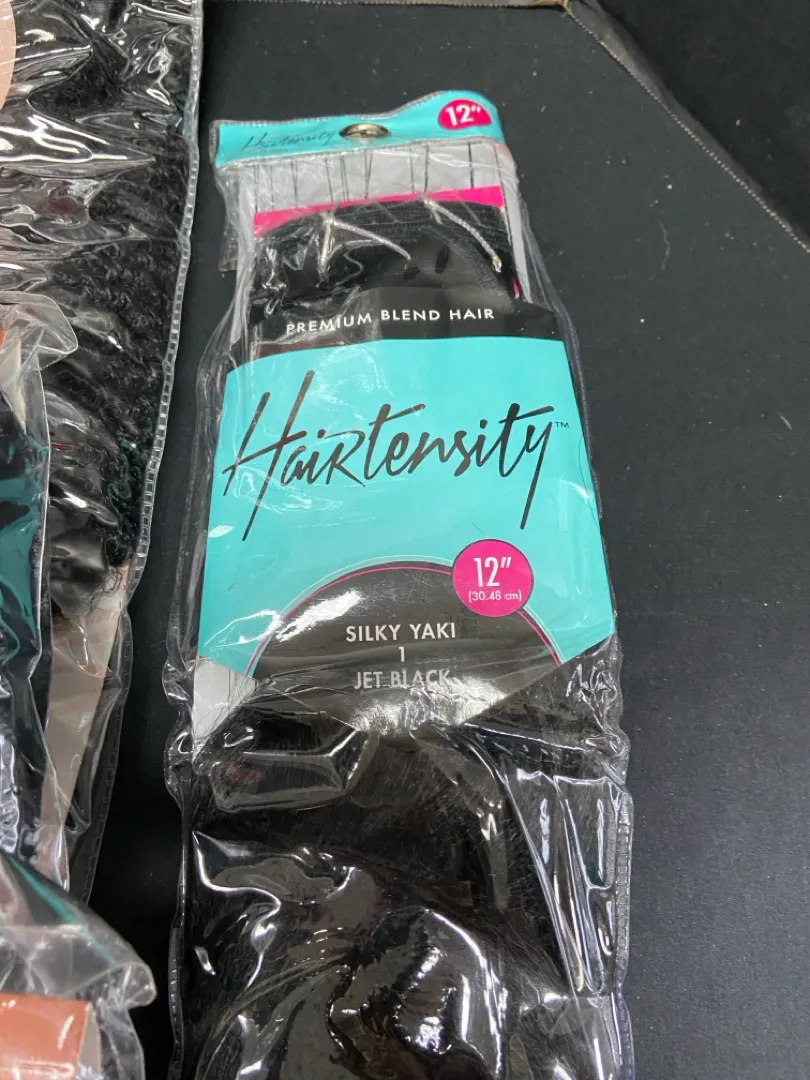 Hairtensity
12"
PREMIUM BLEND HAIR
Hairtensity™
12"
(30.48 cm)
SILKY YAKI
1
JET BLACK